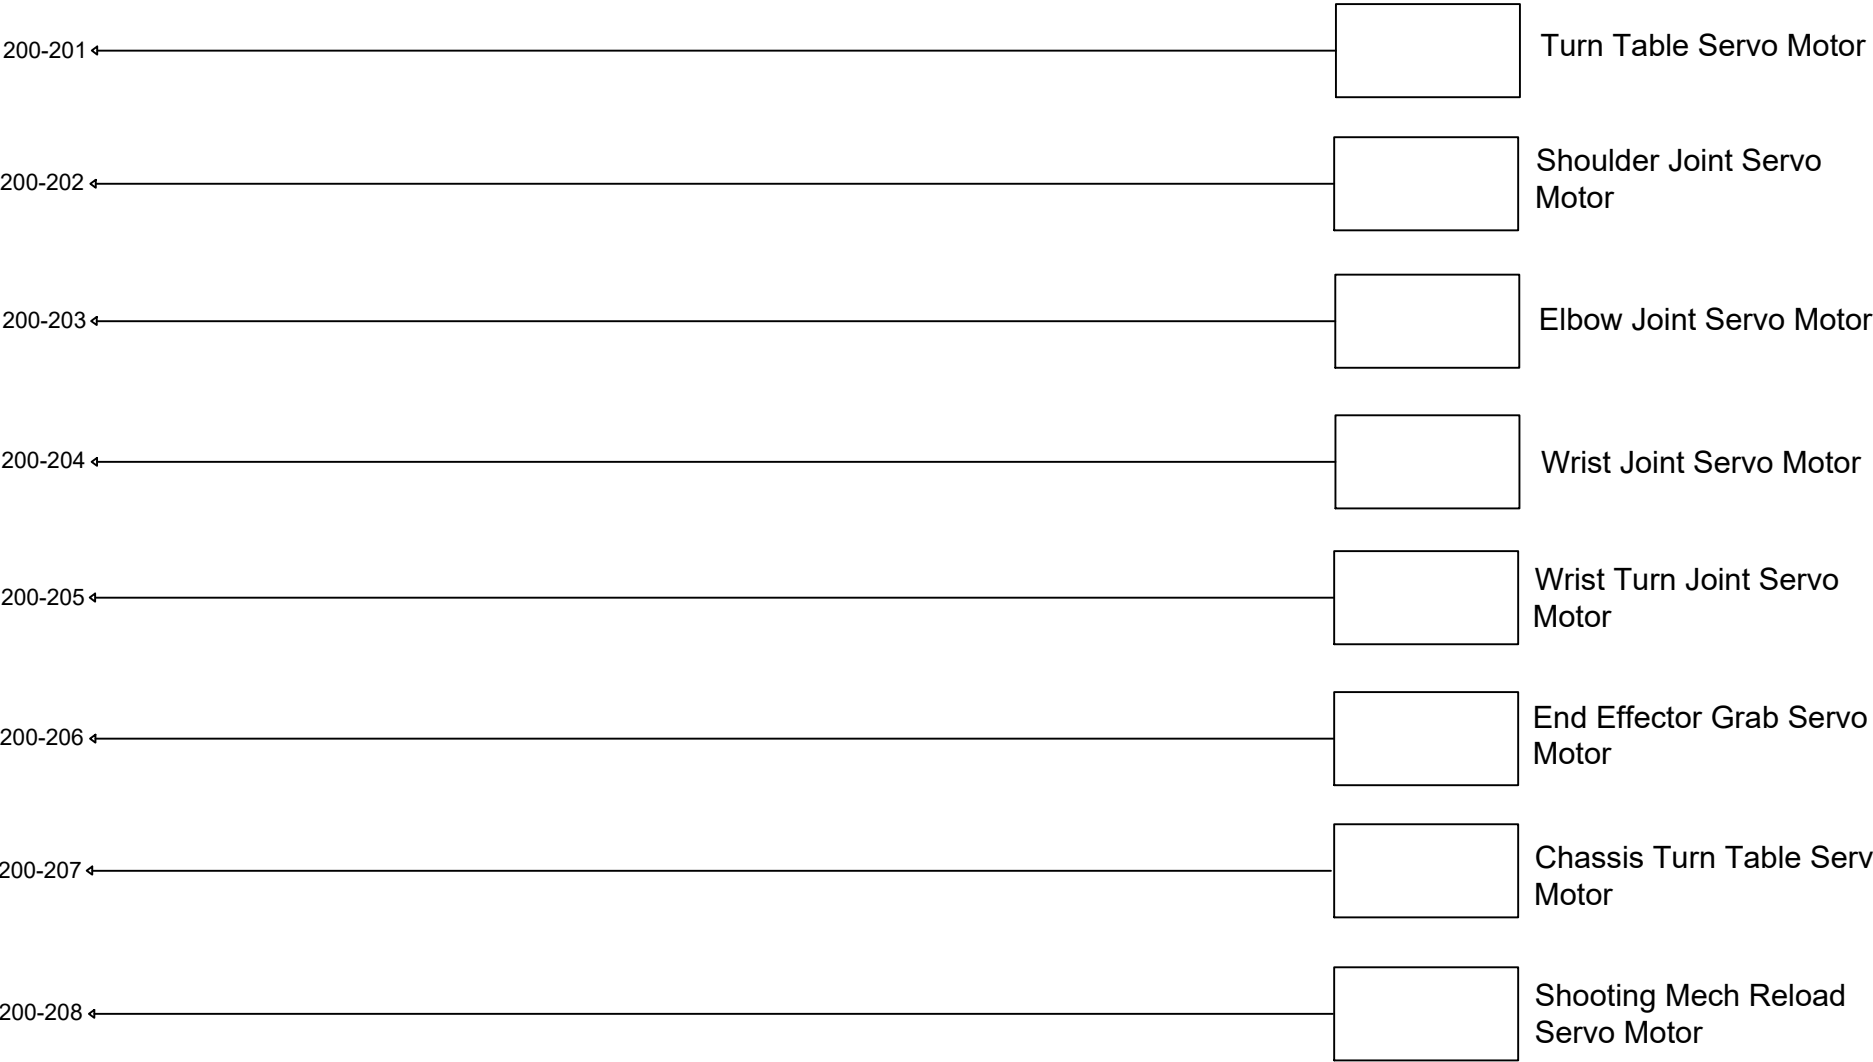 200-201
Turn Table Servo Motor
200-202
Shoulder Joint Servo
Motor
200-203
Elbow Joint Servo Motor
200-204
Wrist Joint Servo Motor
200-205
Wrist Turn Joint Servo
Motor
200-206
End Effector Grab Servo
Motor
200-207
Chassis Turn Table Serv
Motor
200-208
Shooting Mech Reload
Servo Motor